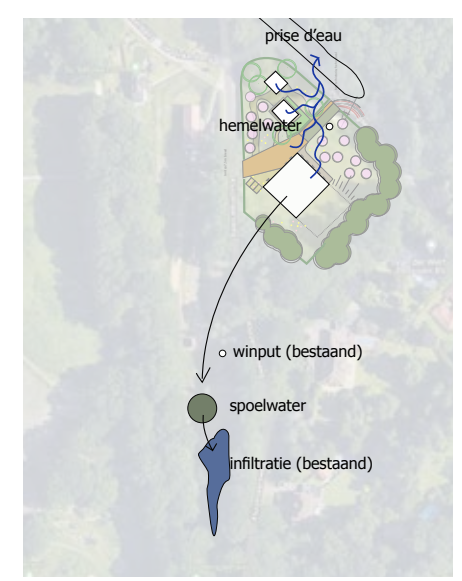 prise d'eau
hemelwater
winput (bestaand)
spoelwater
infiltratie (bestaand)